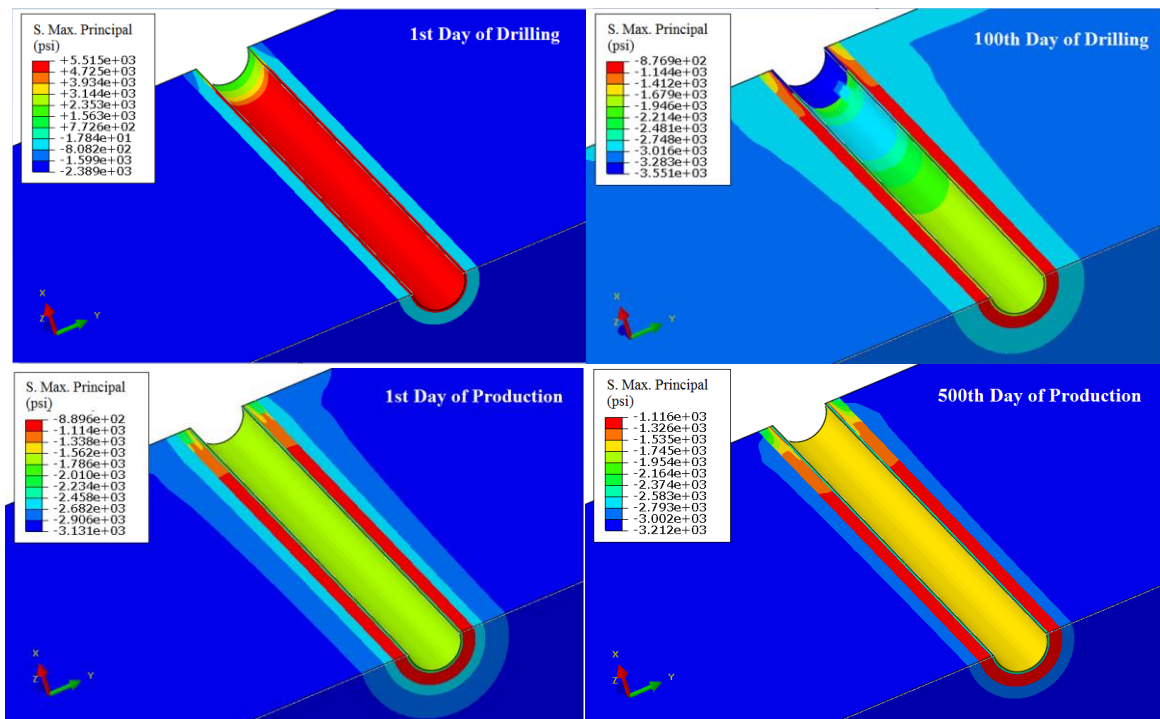 S. Max. Principal
(psi)
+5.515e+03
+4.725e+03
+3.934e+03
+3.144e+03
+2.353e+03
+1.563e+03
+7.726e+02
-1.784e+01
-8.082e+02
-1.599e+03
-2.389e+03
1st Day of Drilling
X
Y
Z
S. Max. Principal
(psi)
-8.769e+02
-1.144e+03
-1.412e+03
-1.679e+03
-1.946e+03
-2.214e+03
-2.481e+03
-2.748e+03
-3.016e+03
-3.283e+03
-3.551e+03
100th Day of Drilling
X
Y
Z
S. Max. Principal
(psi)
-8.896e+02
-1.114e+03
-1.338e+03
-1.562e+03
-1.786e+03
-2.010e+03
-2.234e+03
-2.458e+03
-2.682e+03
-2.906e+03
-3.131e+03
1st Day of Production
X
Y
Z
S. Max. Principal
(psi)
-1.116e+03
-1.326e+03
-1.535e+03
-1.745e+03
-1.954e+03
-2.164e+03
-2.374e+03
-2.583e+03
-2.793e+03
-3.002e+03
-3.212e+03
500th Day of Production
X
Y
Z